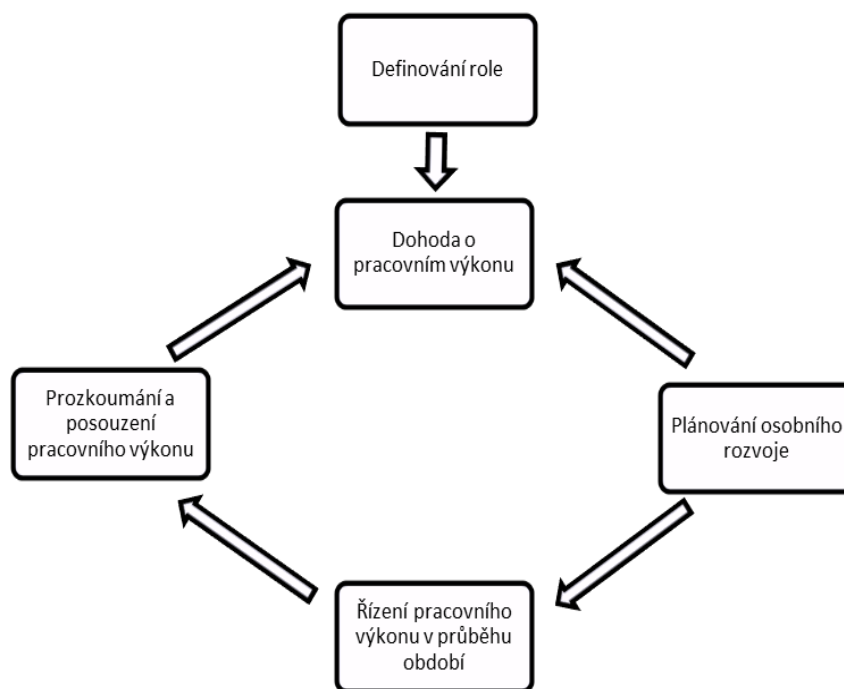 Definování role
Dohoda o
pracovním výkonu
Prozkoumání a
posouzení
pracovního výkonu
Plánování osobního
rozvoje
Řízení pracovního
výkonu v průběhu
období